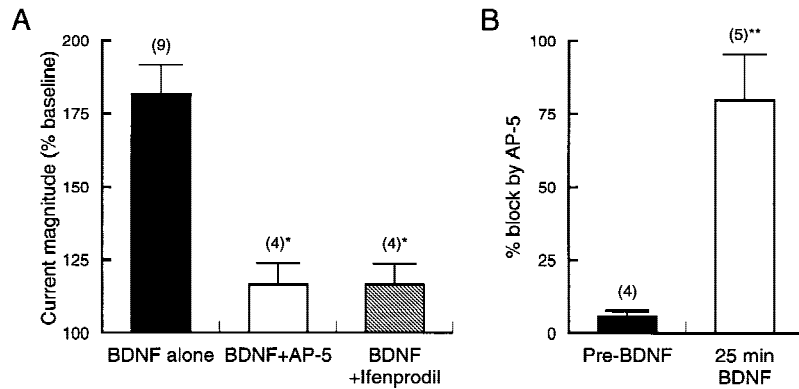 A
Current magnitude (% baseline)
200
175
150
125
100
(9)
(4)*
(4)*
BDNF alone
BDNF+AP-5
BDNF
+Ifenprodil
B
% block by AP-5
100
75
50
25
0
(4)
(5)**
Pre-BDNF
25 min
BDNF